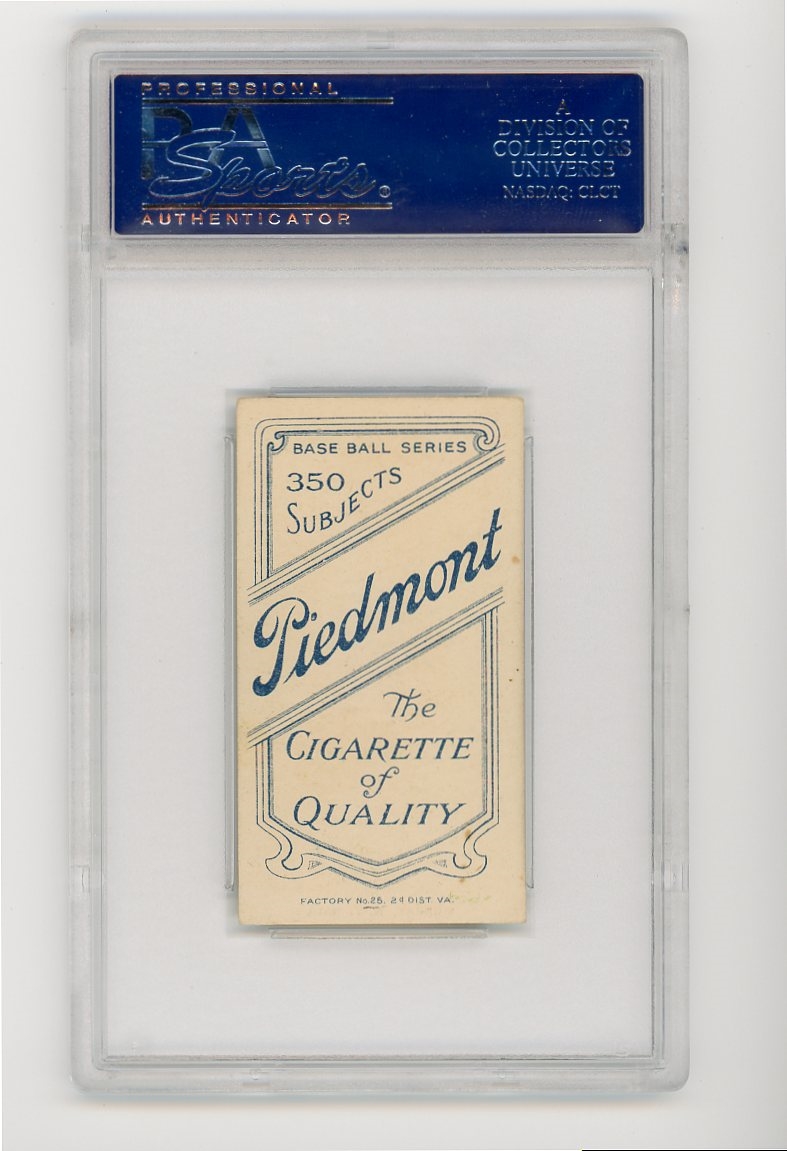 PROFESSIONAL
PSA
Sports®
AUTHENTICATOR
A
DIVISION OF
COLLECTORS
UNIVERSE
NASDAQ: CLCT
BASE BALL SERIES
350
SUBJECTS
Piedmont
The
CIGARETTE
of
QUALITY
FACTORY No. 25. 2d DIST. VA.